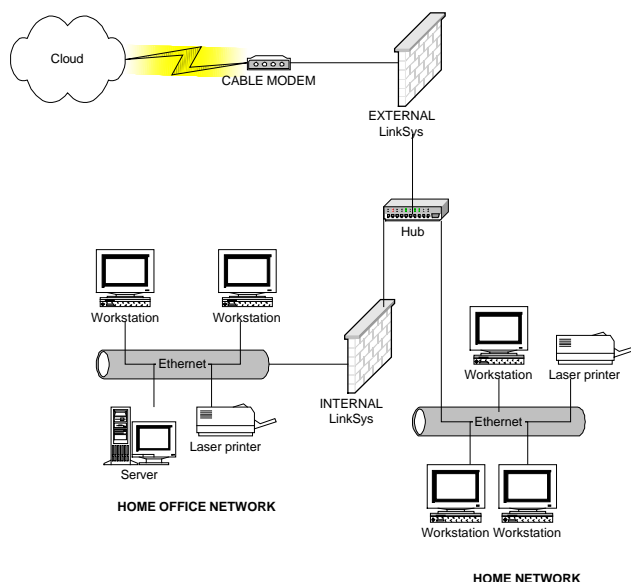 Cloud
CABLE MODEM
EXTERNAL
LinkSys
Hub
Workstation
Workstation
Ethernet
INTERNAL
LinkSys
Server
Laser printer
HOME OFFICE NETWORK
Workstation
Laser printer
Ethernet
Workstation
Workstation
HOME NETWORK